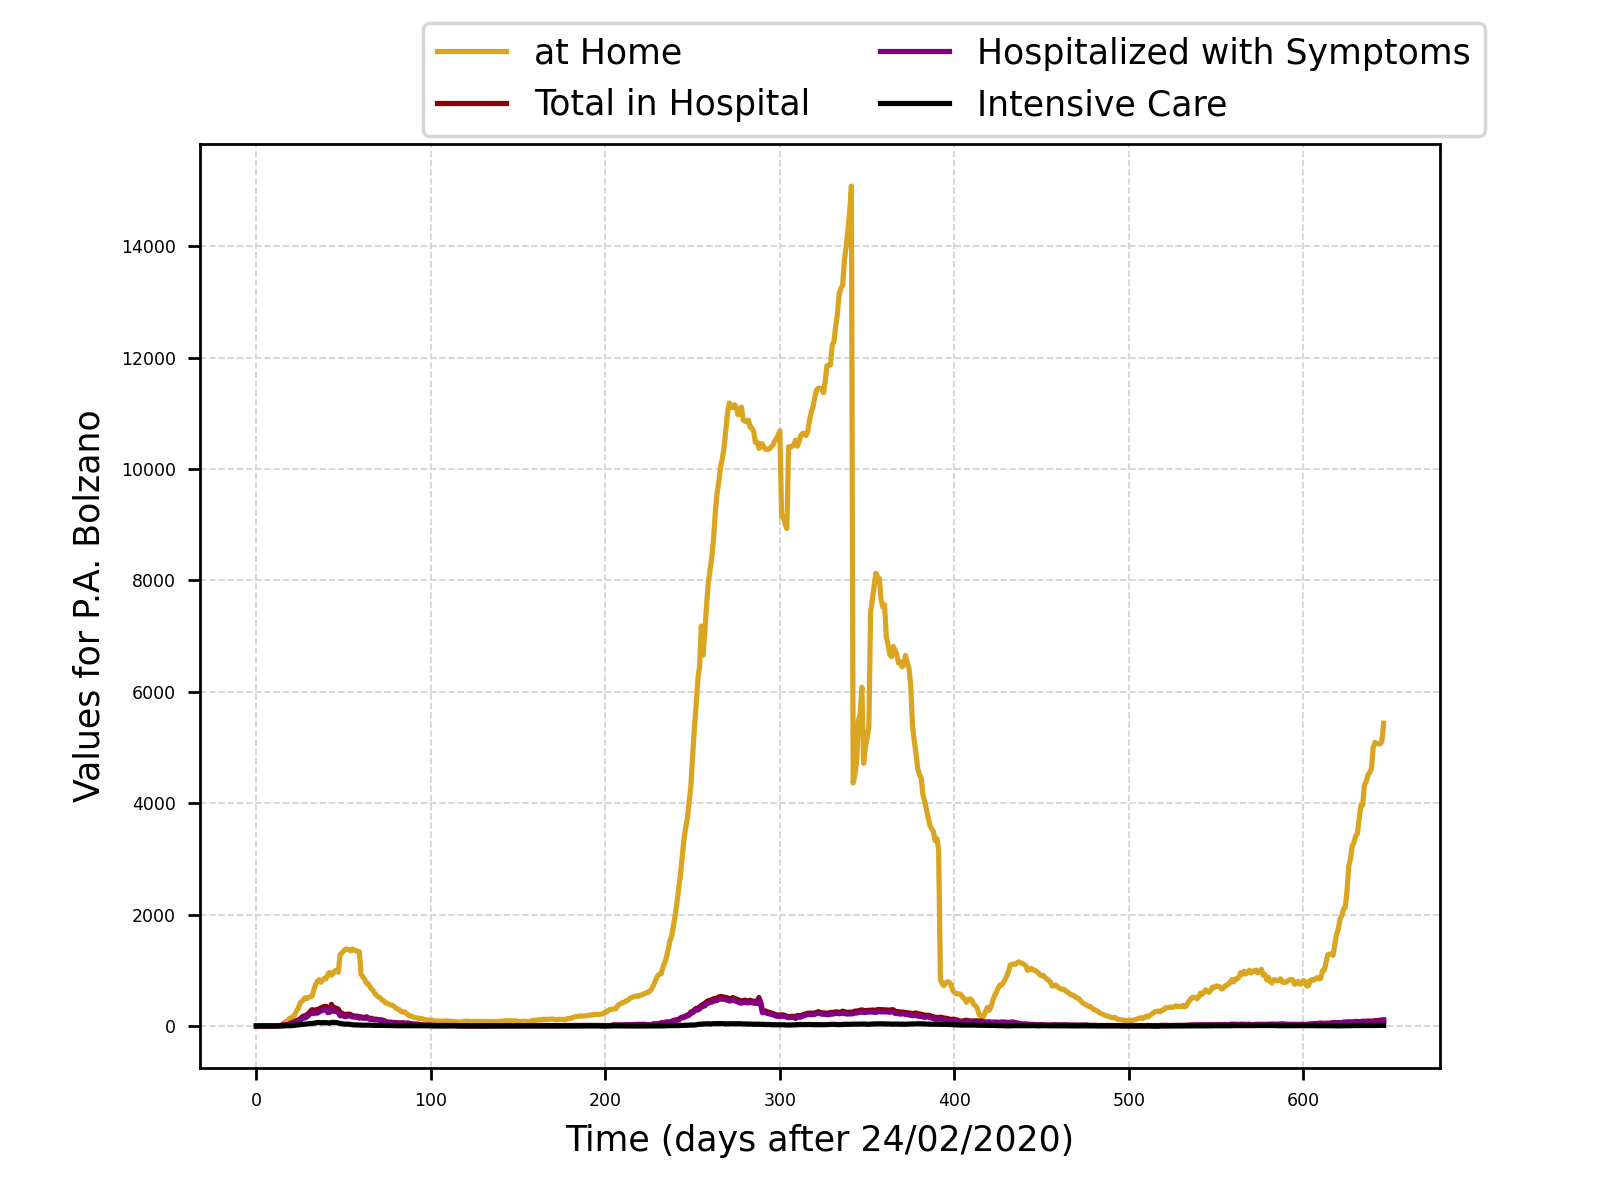 at Home
Total in Hospital
Hospitalized with Symptoms
Intensive Care
Values for P.A. Bolzano
14000
12000
10000
8000
6000
4000
2000
0
0 100 200 300 400 500 600
Time (days after 24/02/2020)